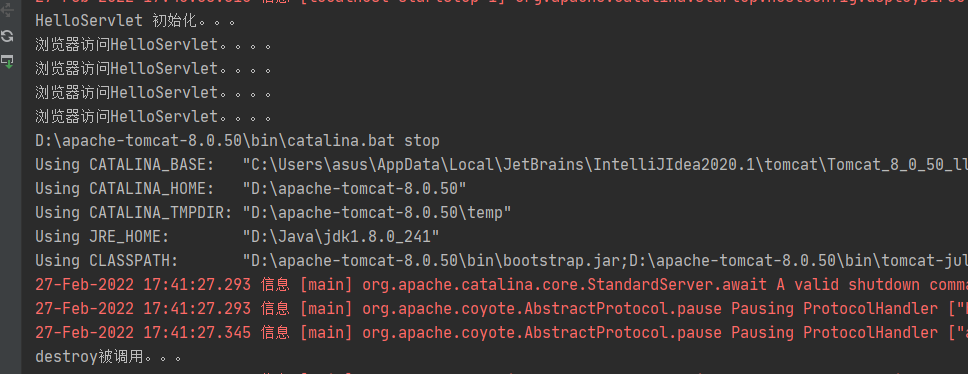 HelloServlet 初始化。。。
浏览器访问HelloServlet。。。。
浏览器访问HelloServlet。。。。
浏览器访问HelloServlet。。。。
浏览器访问HelloServlet。。。。
D:\apache-tomcat-8.0.50\bin\catalina.bat stop
Using CATALINA_BASE:   "C:\Users\asus\AppData\Local\JetBrains\IntelliJIdea2020.1\tomcat\Tomcat_8_0_50_ll
Using CATALINA_HOME:   "D:\apache-tomcat-8.0.50"
Using CATALINA_TMPDIR: "D:\apache-tomcat-8.0.50\temp"
Using JRE_HOME:        "D:\Java\jdk1.8.0_241"
Using CLASSPATH:       "D:\apache-tomcat-8.0.50\bin\bootstrap.jar;D:\apache-tomcat-8.0.50\bin\tomcat-jul
27-Feb-2022 17:41:27.293 信息 [main] org.apache.catalina.core.StandardServer.await A valid shutdown comma
27-Feb-2022 17:41:27.293 信息 [main] org.apache.coyote.AbstractProtocol.pause Pausing ProtocolHandler ["h
27-Feb-2022 17:41:27.345 信息 [main] org.apache.coyote.AbstractProtocol.pause Pausing ProtocolHandler ["a
destroy被调用。。。